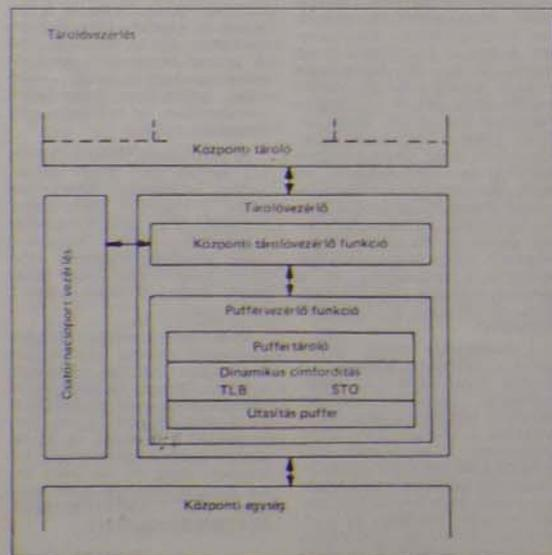 Tárolóvezérlés
Központi tároló
Tárolóvezérlő
Központi tárolóvezérlő funkció
Csatornacsoport vezérlés
Puffervezérlő funkció
Puffertároló
Dinamikus címfordítás
TLB STO
Utasítás puffer
Központi egység